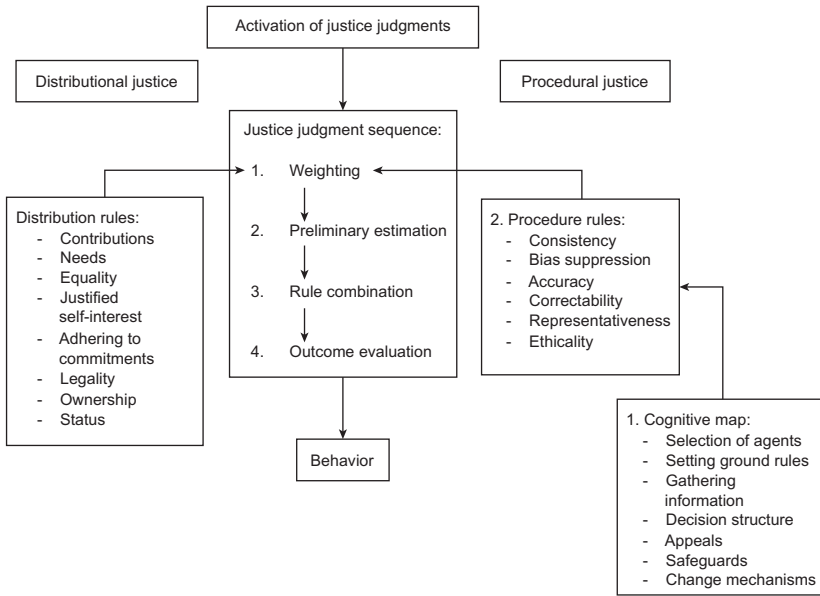 Activation of justice judgments
Distributional justice
Procedural justice
Justice judgment sequence:
1. Weighting
2. Preliminary estimation
3. Rule combination
4. Outcome evaluation
Distribution rules:
- Contributions
- Needs
- Equality
- Justified
self-interest
- Adhering to
commitments
- Legality
- Ownership
- Status
2. Procedure rules:
- Consistency
- Bias suppression
- Accuracy
- Correctability
- Representativeness
- Ethicality
Behavior
1. Cognitive map:
- Selection of agents
- Setting ground rules
- Gathering
information
- Decision structure
- Appeals
- Safeguards
- Change mechanisms